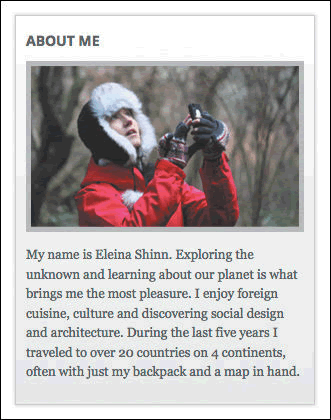 ABOUT ME
My name is Eleina Shinn. Exploring the
unknown and learning about our planet is what
brings me the most pleasure. I enjoy foreign
cuisine, culture and discovering social design
and architecture. During the last five years I
traveled to over 20 countries on 4 continents,
often with just my backpack and a map in hand.